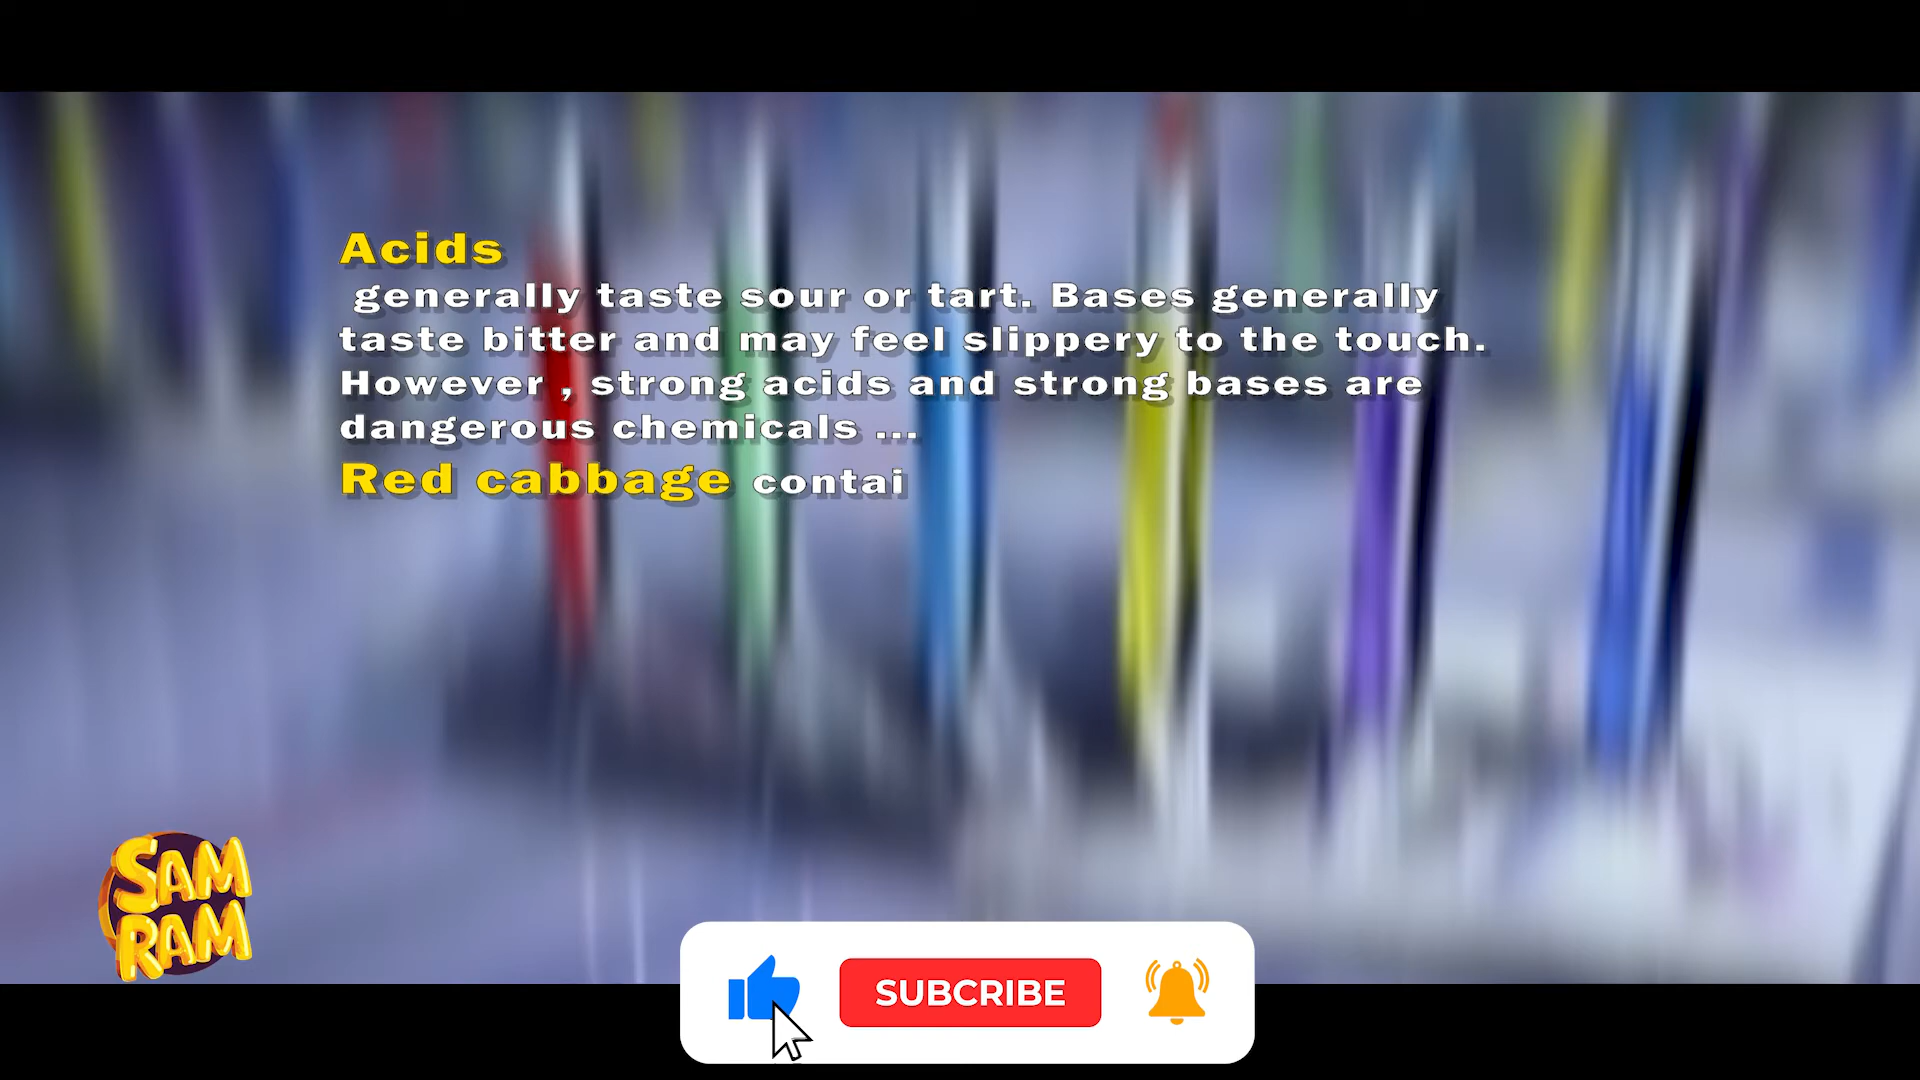 Acids
generally taste sour or tart. Bases generally
taste bitter and may feel slippery to the touch.
However , strong acids and strong bases are
dangerous chemicals ...
Red cabbage contai
SAM
RAM
SUBCRIBE